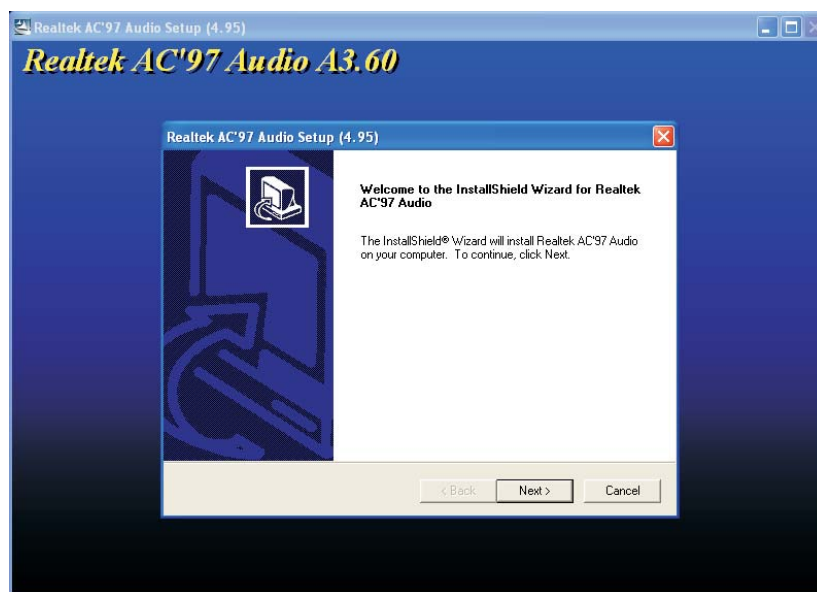 Realtek AC'97 Audio Setup (4.95)
Realtek AC'97 Audio A3.60
Realtek AC'97 Audio Setup (4.95)
Welcome to the InstallShield Wizard for Realtek
AC'97 Audio
The InstallShield® Wizard will install Realtek AC'97 Audio
on your computer. To continue, click Next.
< Back
Next >
Cancel